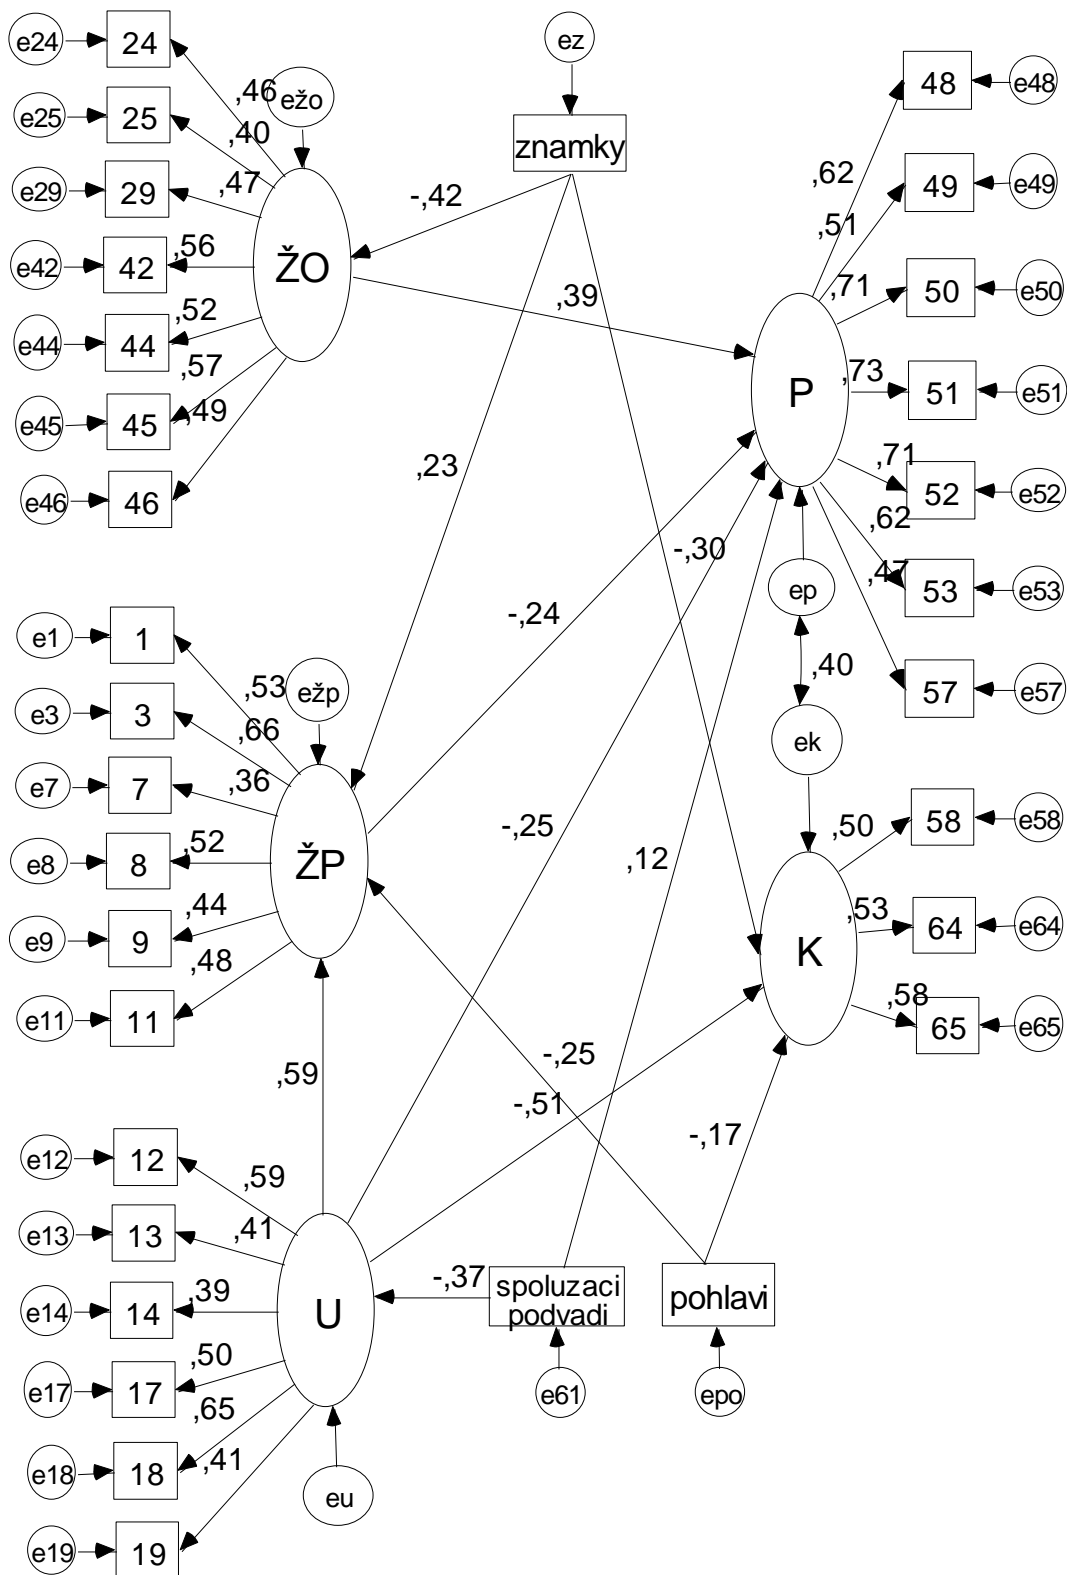 e24
24
ez
e48
48
ežo
,46
e25
25
,40
znamky
,62
e49
49
,51
e29
29
,47
-,42
ŽO
e42
42
,56
,39
,71
e50
50
e44
44
,52
P
,73
e51
51
e45
45
,57
,49
,23
,71
e52
52
e46
46
,62
-,30
ep
,47
e53
53
-,24
e1
1
,40
e57
57
,53
ežp
e3
3
,66
ek
e7
7
,36
,50
58
e58
-,25
e8
8
,52
ŽP
,12
e9
9
,44
,53
64
e64
K
,48
e11
11
,58
65
e65
,59
-,25
-,51
-,17
e12
12
,59
e13
13
,41
e14
14
,39
U
-,37
spoluzaci
podvadi
pohlavi
e17
17
,50
e61
epo
,65
e18
18
,41
eu
e19
19